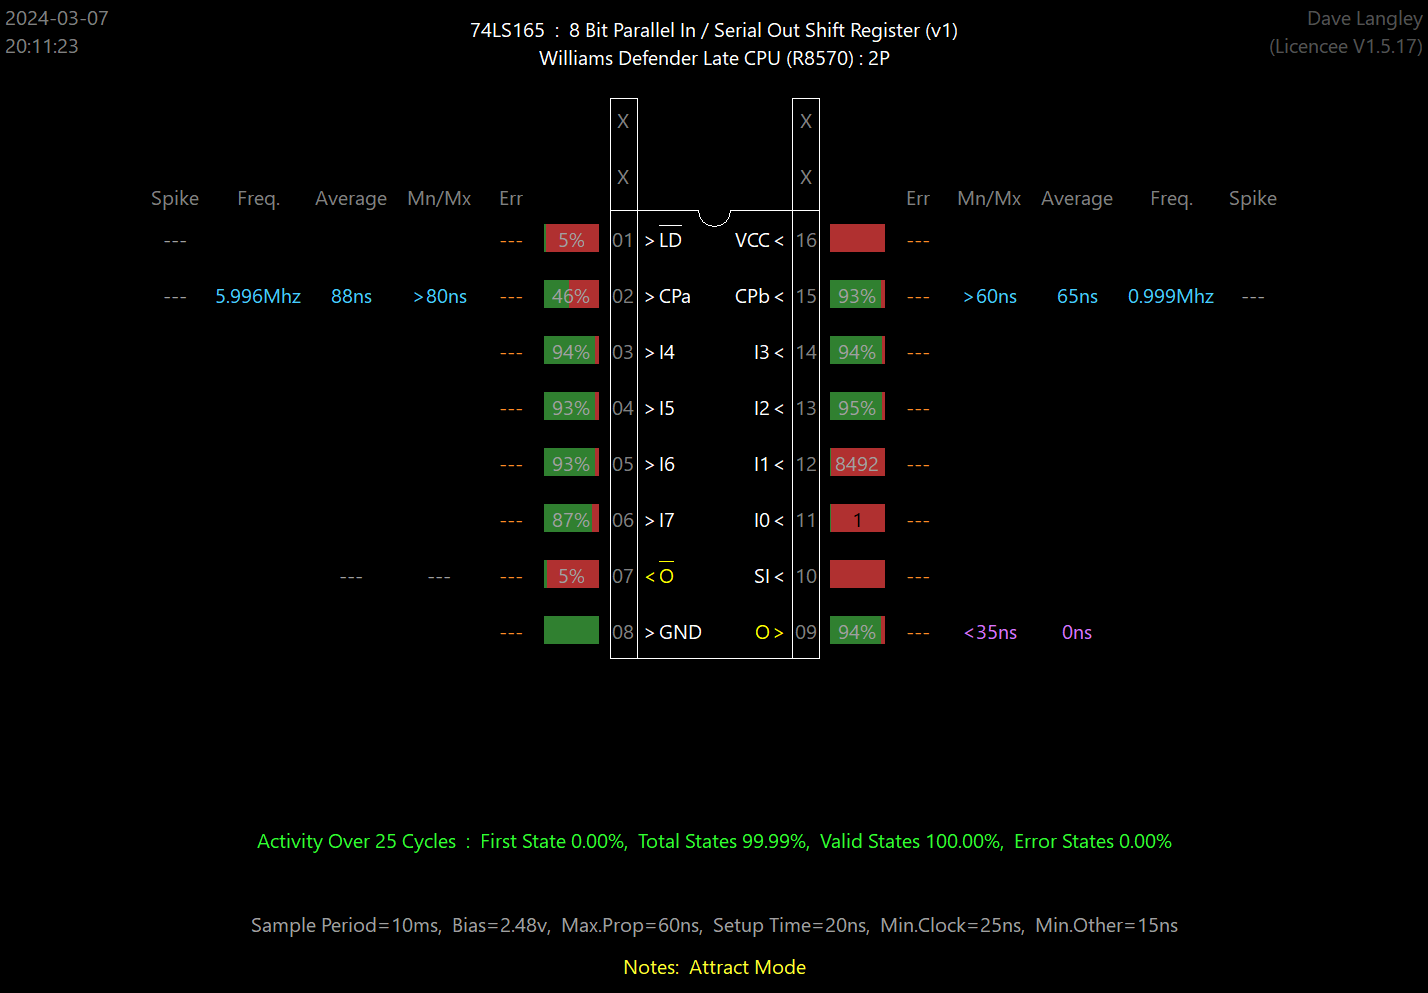 2024-03-07
20:11:23
74LS165 : 8 Bit Parallel In / Serial Out Shift Register (v1)
Williams Defender Late CPU (R8570) : 2P
Dave Langley
(Licencee V1.5.17)
X X
X X
Spike Freq. Average Mn/Mx Err Err Mn/Mx Average Freq. Spike
--- --- 5% 01 > LD VCC < 16 ---
--- 5.996Mhz 88ns >80ns --- 46% 02 > CPa CPb < 15 93% --- >60ns 65ns 0.999Mhz ---
--- 94% 03 > I4 I3 < 14 94% ---
--- 93% 04 > I5 I2 < 13 95% ---
--- 93% 05 > I6 I1 < 12 8492 ---
--- 87% 06 > I7 I0 < 11 1 ---
--- --- --- 5% 07 < O SI < 10 ---
--- 08 > GND O > 09 94% --- <35ns 0ns
Activity Over 25 Cycles : First State 0.00%, Total States 99.99%, Valid States 100.00%, Error States 0.00%
Sample Period=10ms, Bias=2.48v, Max.Prop=60ns, Setup Time=20ns, Min.Clock=25ns, Min.Other=15ns
Notes: Attract Mode